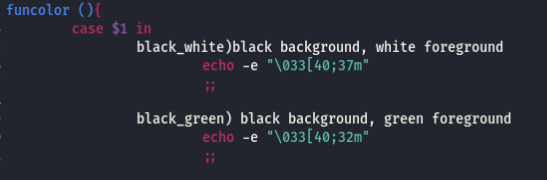 funcolor (){
case $1 in
black_white)black background, white foreground
echo -e "\033[40;37m"
;;
black_green) black background, green foreground
echo -e "\033[40;32m"
;;